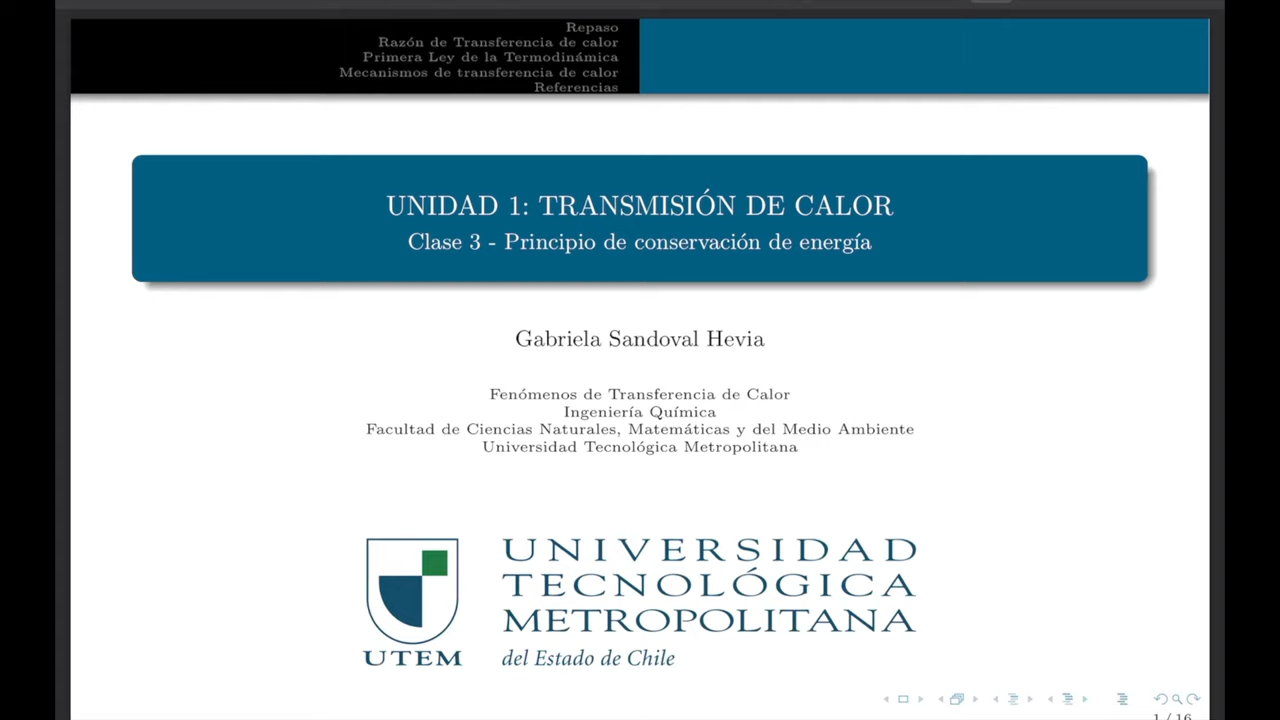 Repaso
Razón de Transferencia de calor
Primera Ley de la Termodinámica
Mecanismos de transferencia de calor
Referencias
UNIDAD 1: TRANSMISIÓN DE CALOR
Clase 3 - Principio de conservación de energía
Gabriela Sandoval Hevia
Fenómenos de Transferencia de Calor
Ingeniería Química
Facultad de Ciencias Naturales, Matemáticas y del Medio Ambiente
Universidad Tecnológica Metropolitana
UNIVERSIDAD
TECNOLÓGICA
METROPOLITANA
UTEM
del Estado de Chile
1 / 16